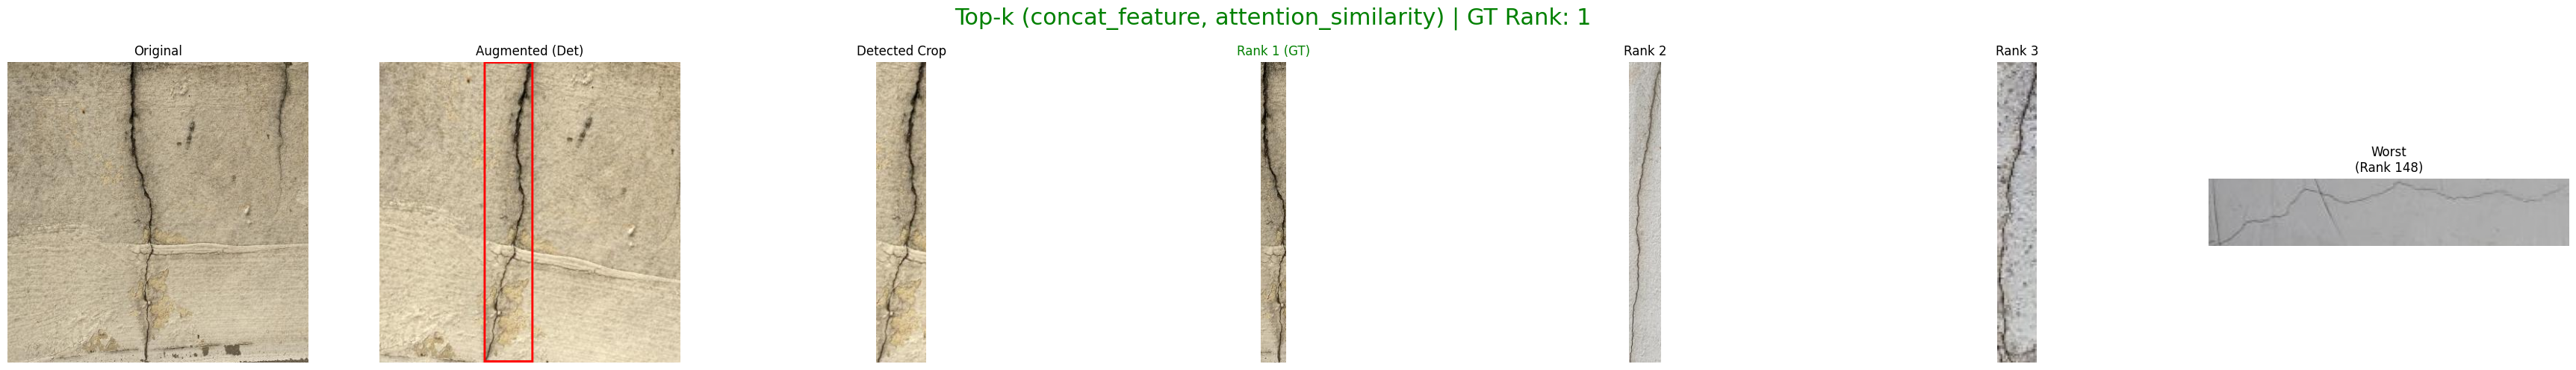 Top-k (concat_feature, attention_similarity) | GT Rank: 1
Original
Augmented (Det)
Detected Crop
Rank 1 (GT)
Rank 2
Rank 3
Worst
(Rank 148)